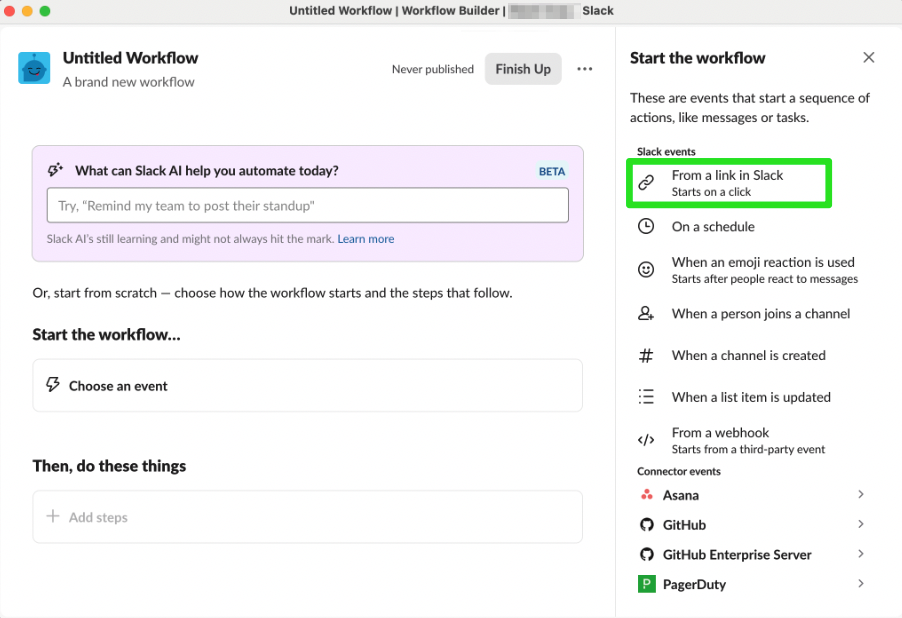 Untitled Workflow | Workflow Builder | Slack
Untitled Workflow
A brand new workflow
Never published
Finish Up
What can Slack AI help you automate today?
BETA
Try, “Remind my team to post their standup”
Slack AI’s still learning and might not always hit the mark. Learn more
Or, start from scratch — choose how the workflow starts and the steps that follow.
Start the workflow...
Choose an event
Then, do these things
Add steps
Start the workflow
These are events that start a sequence of
actions, like messages or tasks.
Slack events
From a link in Slack
Starts on a click
On a schedule
When an emoji reaction is used
Starts after people react to messages
When a person joins a channel
When a channel is created
When a list item is updated
From a webhook
Starts from a third-party event
Connector events
Asana
GitHub
GitHub Enterprise Server
P PagerDuty